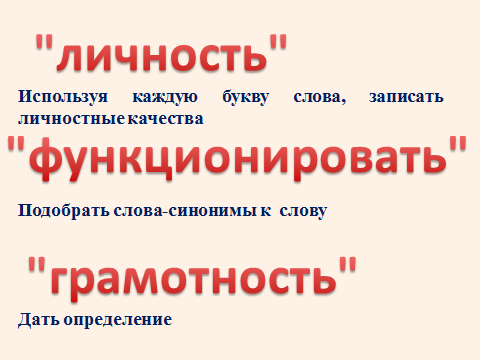 "личность"
Используя каждую букву слова, записать
личностные качества
"функционировать"
Подобрать слова-синонимы к слову
"грамотность"
Дать определение